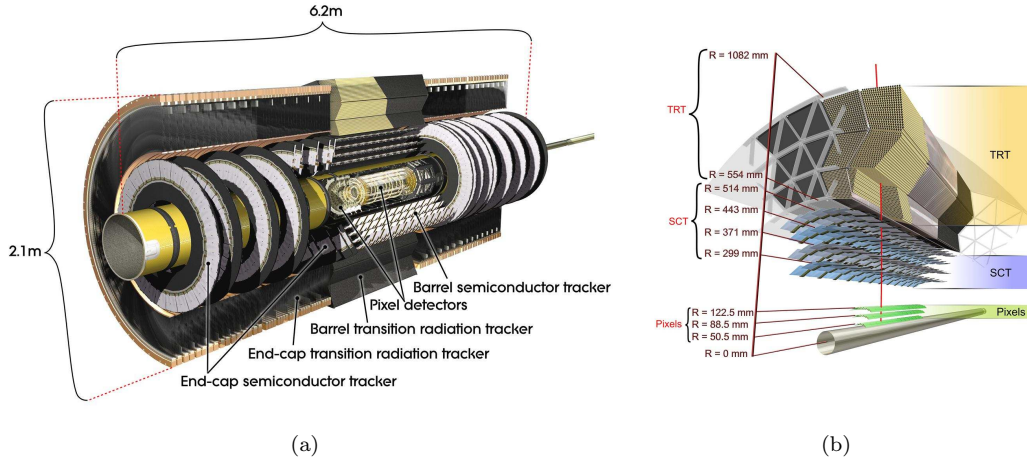 6.2m
2.1m
Barrel semiconductor tracker
Pixel detectors
Barrel transition radiation tracker
End-cap transition radiation tracker
End-cap semiconductor tracker
(a)
R = 1082 mm
TRT
R = 554 mm
R = 514 mm
R = 443 mm
SCT
R = 371 mm
R = 299 mm
Pixels
R = 122.5 mm
R = 88.5 mm
R = 50.5 mm
R = 0 mm
TRT
SCT
Pixels
(b)